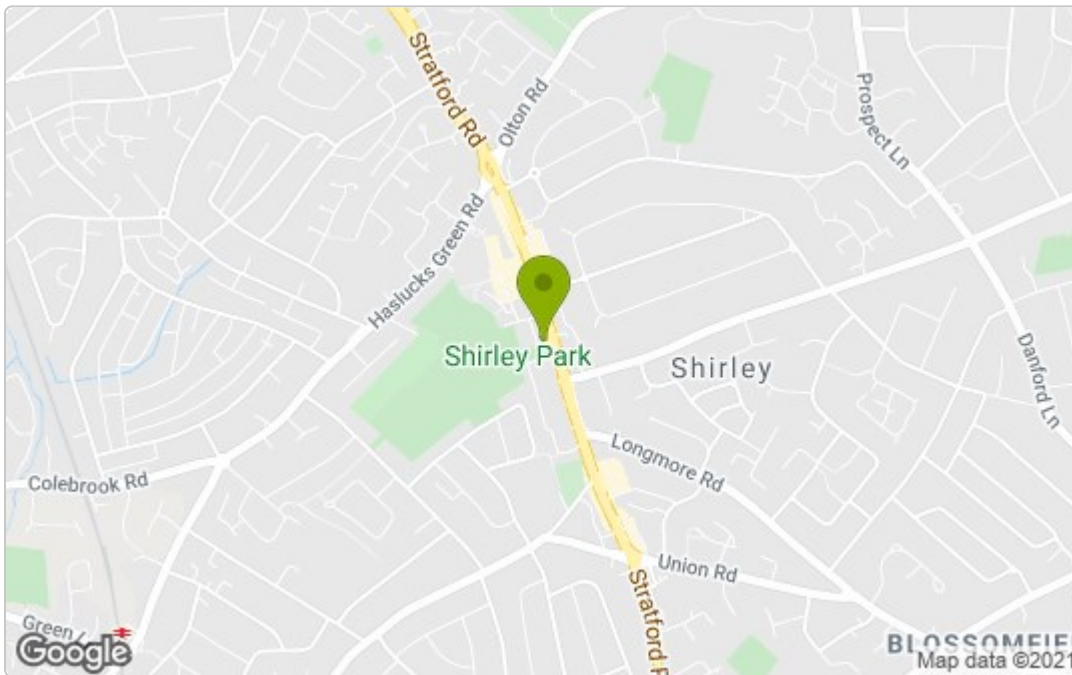 Stratford Rd
Olton Rd
Prospect Ln
Haslucks Green Rd
Shirley Park
Shirley
Danford Ln
Longmore Rd
Colebrook Rd
Union Rd
Stratford R
Green L
BLOSSOMFIE
Google
Map data ©2021